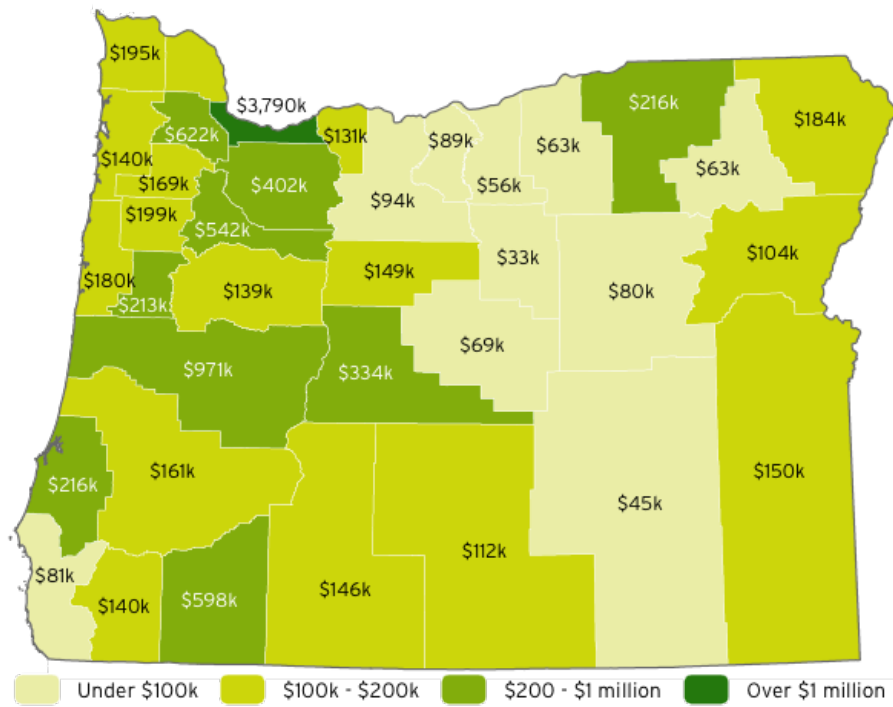 $195k
$3,790k
$216k
$622k
$131k
$89k
$63k
$184k
$140k
$63k
$169k
$402k
$56k
$94k
$199k
$542k
$33k
$104k
$180k
$149k
$139k
$80k
$213k
$69k
$971k
$334k
$161k
$150k
$216k
$45k
$112k
$81k
$146k
$598k
$140k
Under $100k
$100k - $200k
$200 - $1 million
Over $1 million